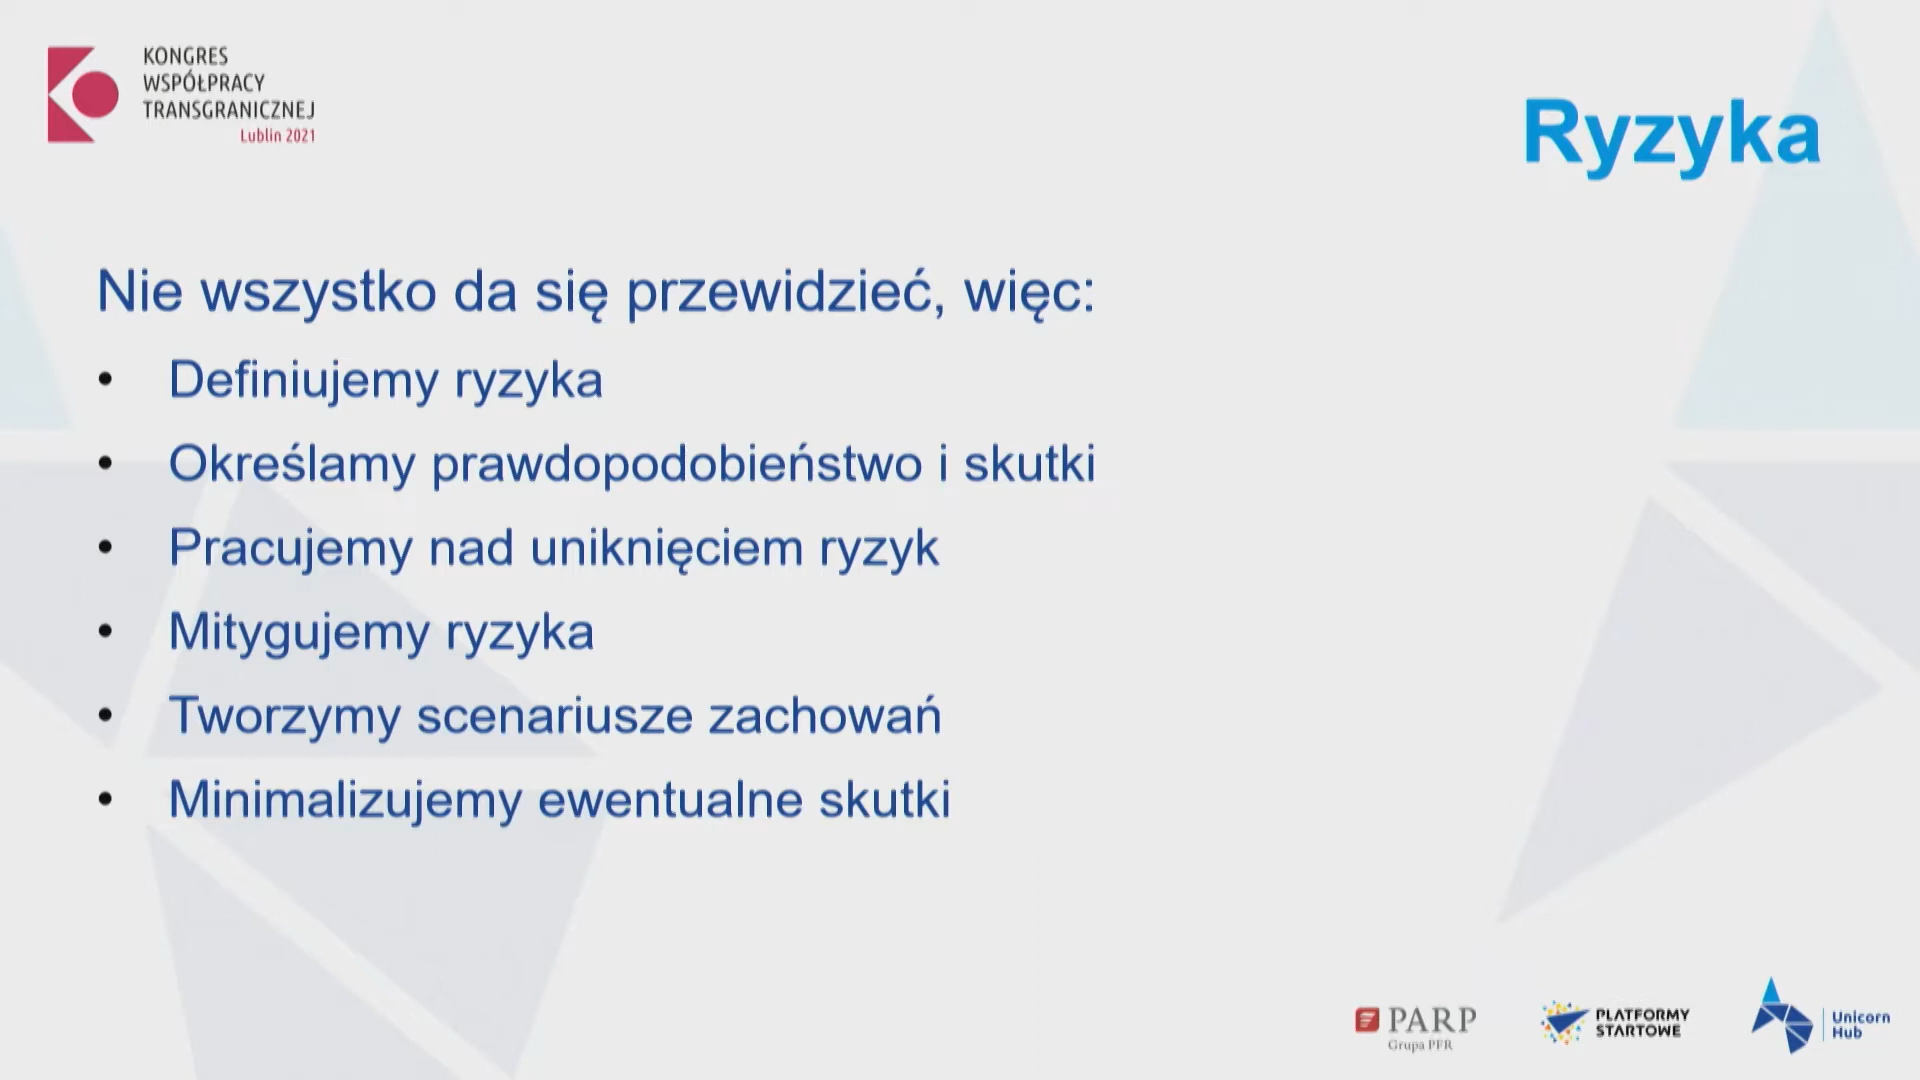 KONGRES
WSPÓŁPRACY
TRANSGRANICZNEJ
Lublin 2021
Ryzyka
Nie wszystko da się przewidzieć, więc:
• Definiujemy ryzyka
• Określamy prawdopodobieństwo i skutki
• Pracujemy nad uniknięciem ryzyk
• Mitygujemy ryzyka
• Tworzymy scenariusze zachowań
• Minimalizujemy ewentualne skutki
PARP
Grupa PFR
PLATFORMY
STARTOWE
Unicorn
Hub